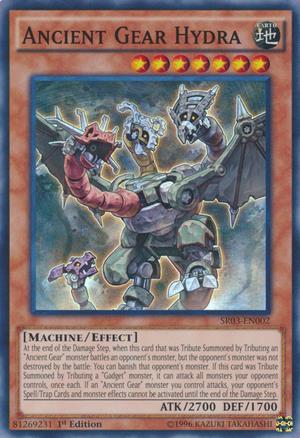 ANCIENT GEAR HYDRA
EARTH
地
SR03-EN002
[MACHINE/EFFECT]
At the end of the Damage Step, when this card that was Tribute Summoned by Tributing an
"Ancient Gear" monster battles an opponent's monster, but the opponent's monster was not
destroyed by the battle: You can banish that opponent's monster. If this card was Tribute
Summoned by Tributing a "Gadget" monster, it can attack all monsters your opponent
controls, once each. If an "Ancient Gear" monster you control attacks, your opponent's
Spell/Trap Cards and monster effects cannot be activated until the end of the Damage Step.
ATK/2700 DEF/1700
81269231 1st Edition ©1996 KAZUKI TAKAHASHI